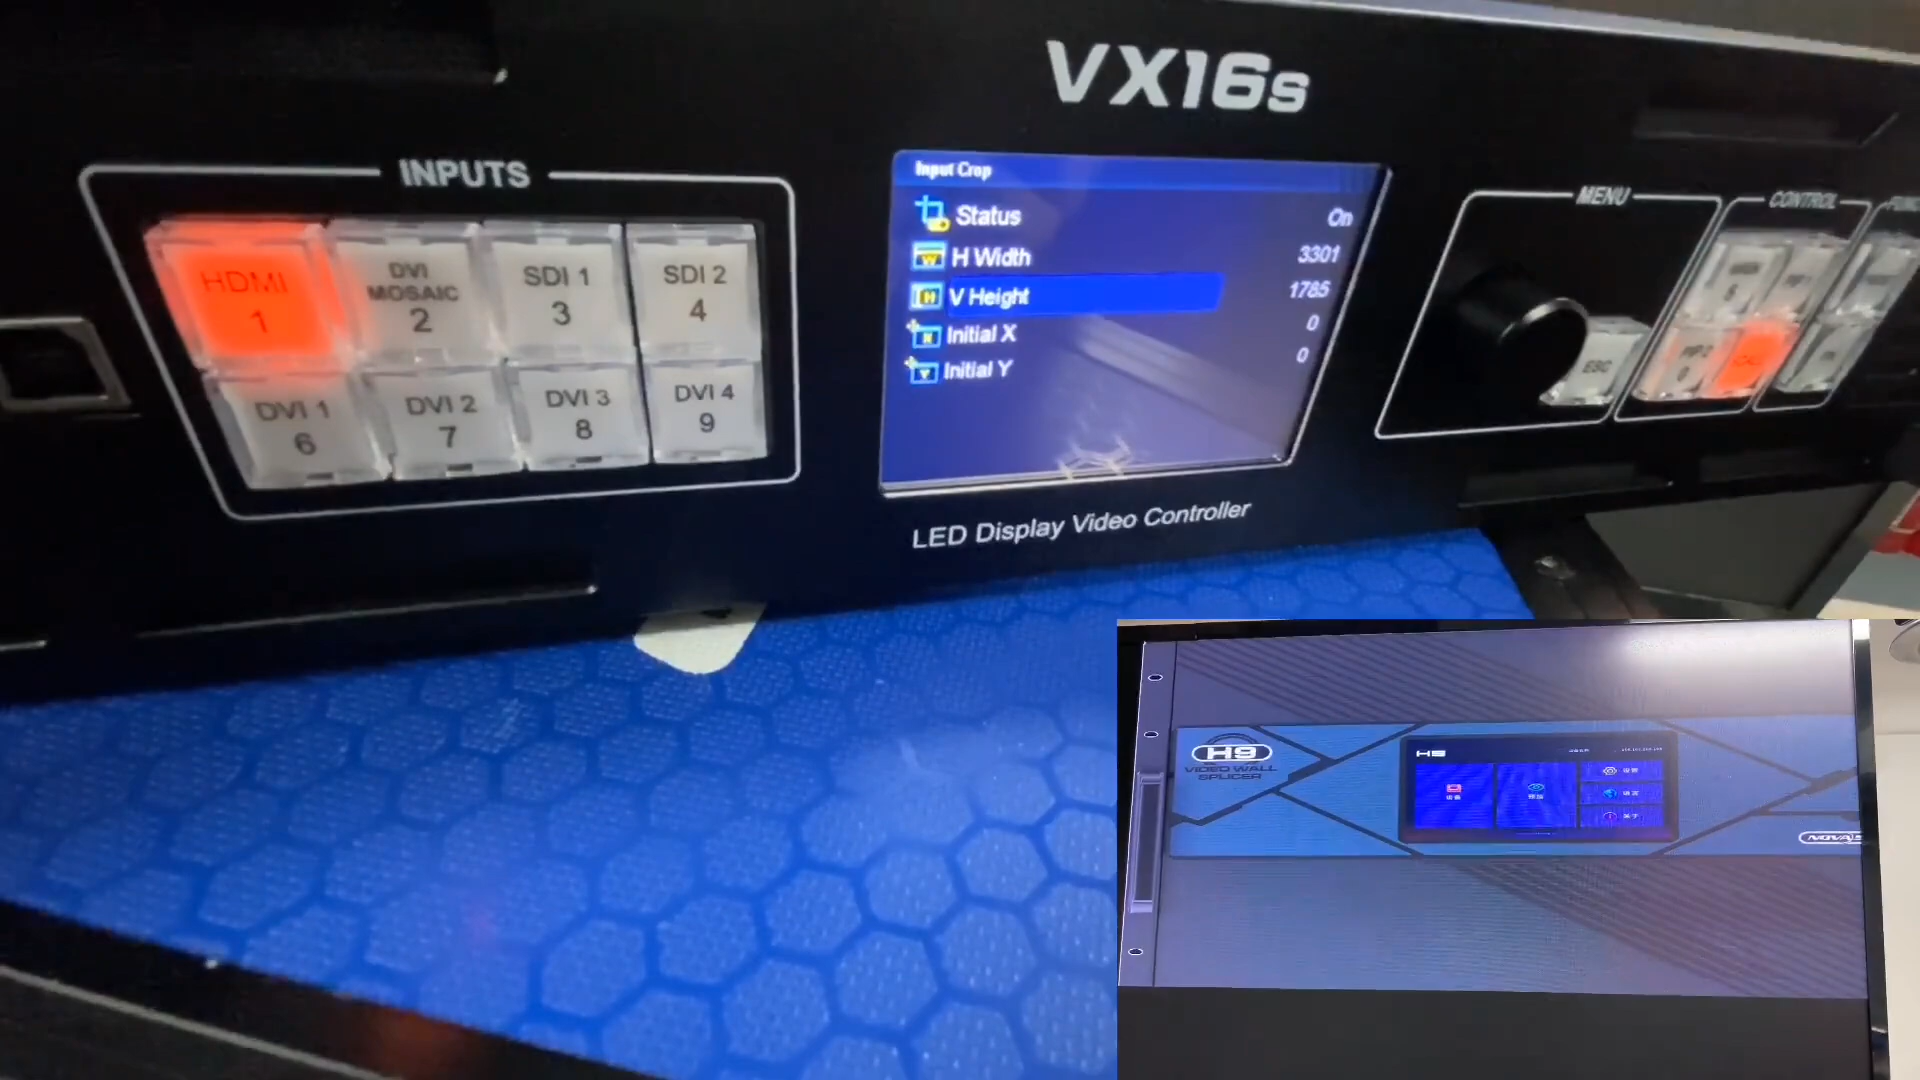 VX16s
INPUTS
HDMI
1
DVI
MOSAIC
2
SDI 1
3
SDI 2
4
DVI 1
6
DVI 2
7
DVI 3
8
DVI 4
9
Input Crop
Status On
H Width 3301
V Height 1785
Initial X 0
Initial Y 0
LED Display Video Controller
MENU
ESC
CONTROL
H9
VIDEO WALL
SPLICER
H9